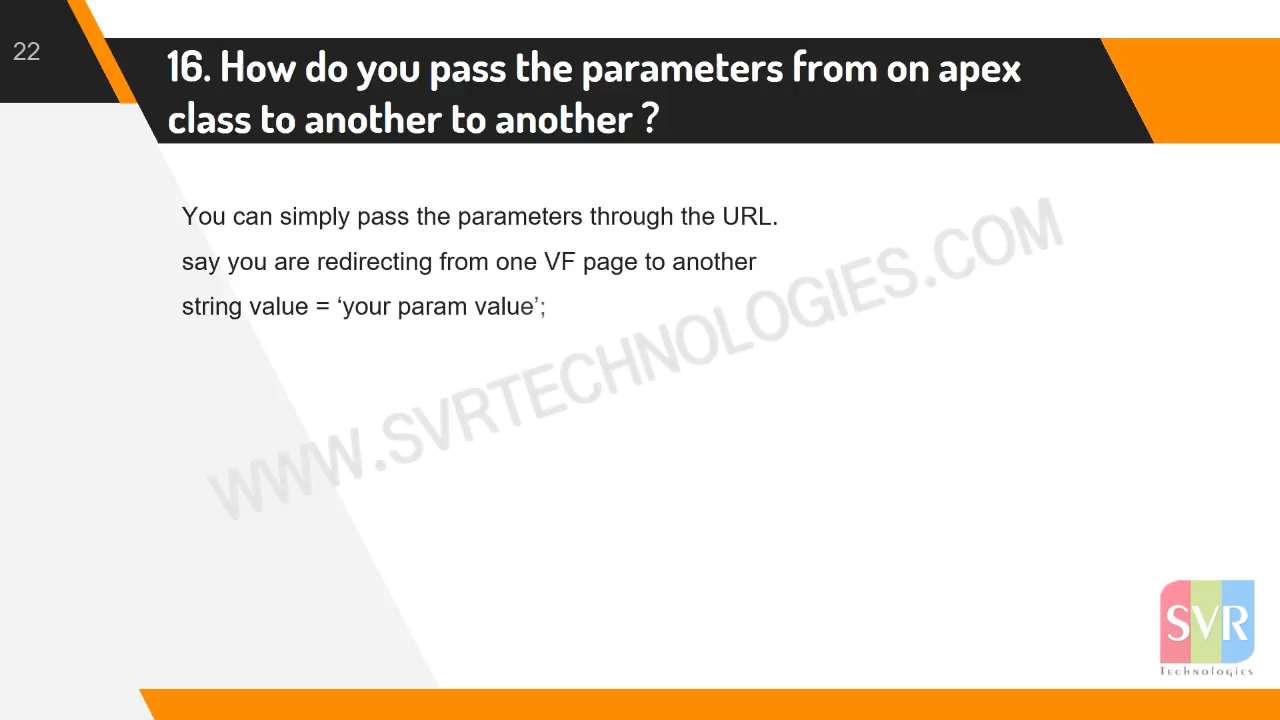 22
16. How do you pass the parameters from on apex
class to another to another ?
You can simply pass the parameters through the URL.
say you are redirecting from one VF page to another
string value = ‘your param value’;
WWW.SVRTECHNOLOGIES.COM
SVR
Technologies